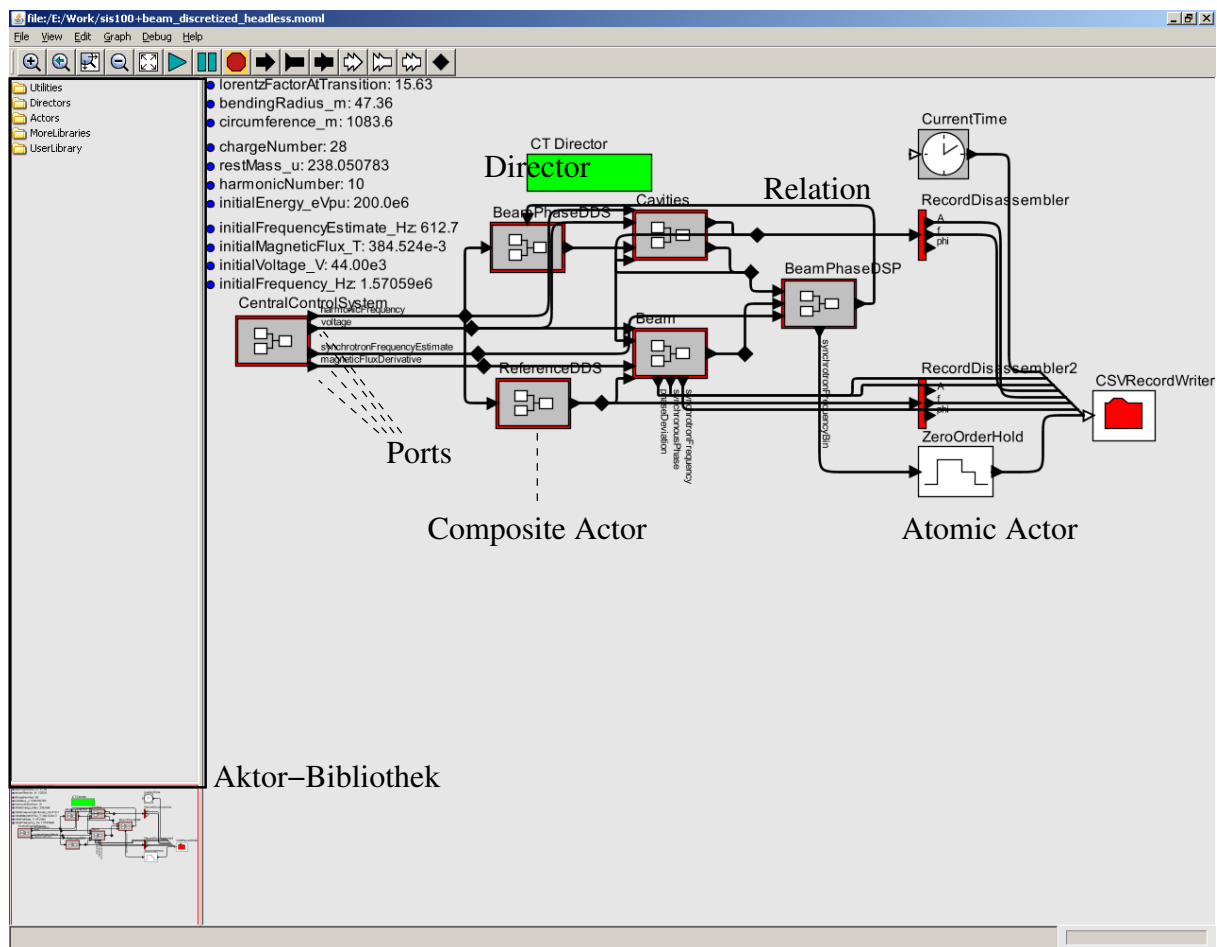 file:/E:/Work/sis100+beam_discretized_headless.moml
File View Edit Graph Debug Help
Utilities
Directors
Actors
MoreLibraries
UserLibrary
lorentzFactorAtTransition: 15.63
bendingRadius_m: 47.36
circumference_m: 1083.6
chargeNumber: 28
restMass_u: 238.050783
harmonicNumber: 10
initialEnergy_eVpu: 200.0e6
initialFrequencyEstimate_Hz: 612.7
initialMagneticFlux_T: 384.524e-3
initialVoltage_V: 44.00e3
initialFrequency_Hz: 1.57059e6
CT Director
Director
Relation
CurrentTime
Cavities
BeamPhaseDDS
RecordDisassembler
A
f
phi
BeamPhaseDSP
CentralControlSystem
harmonicFrequency
voltage
synchrotronFrequencyEstimate
magneticFluxDerivative
Beam
ReferenceDDS
phaseDeviation
synchronousPhase
synchrotronFrequency
synchrotronFrequencyBin
RecordDisassembler2
A
f
phi
CSVRecordWriter
ZeroOrderHold
Ports
Composite Actor
Atomic Actor
Aktor–Bibliothek